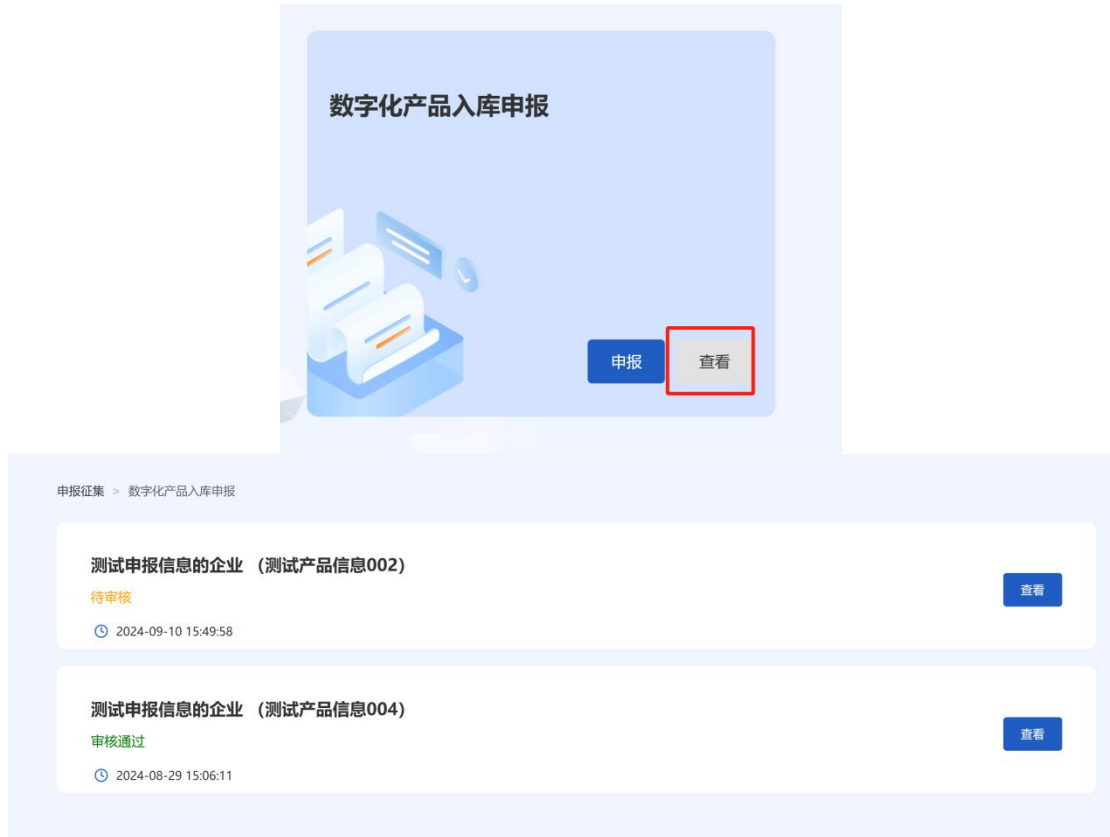 数字化产品入库申报
申报 查看
申报征集 > 数字化产品入库申报
测试申报信息的企业 （测试产品信息002）
待审核
查看
2024-09-10 15:49:58
测试申报信息的企业 （测试产品信息004）
审核通过
查看
2024-08-29 15:06:11